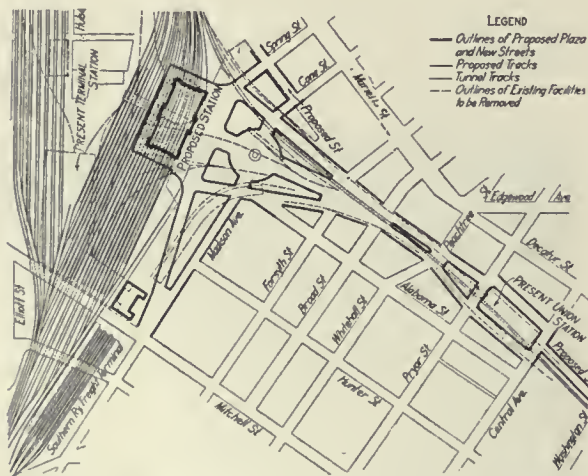 LEGEND
Outlines of Proposed Plaza
and New Streets
Proposed Tracks
Tunnel Tracks
Outlines of Existing Facilities
to be Removed
Spring St
Cone St
Marietta St
PRESENT TERMINAL
STATION
PROPOSED STATION
Proposed St
Edgewood Ave.
Peachtree
Decatur St
Madison Ave.
Forsyth St
Broad St
Whitehall St
Alabama St
PRESENT UNION
STATION
Pryor St
Proposed
Elliott St
Hunter St
Central Ave.
Washington St
Southern Ry Freight Terminal
Mitchell St